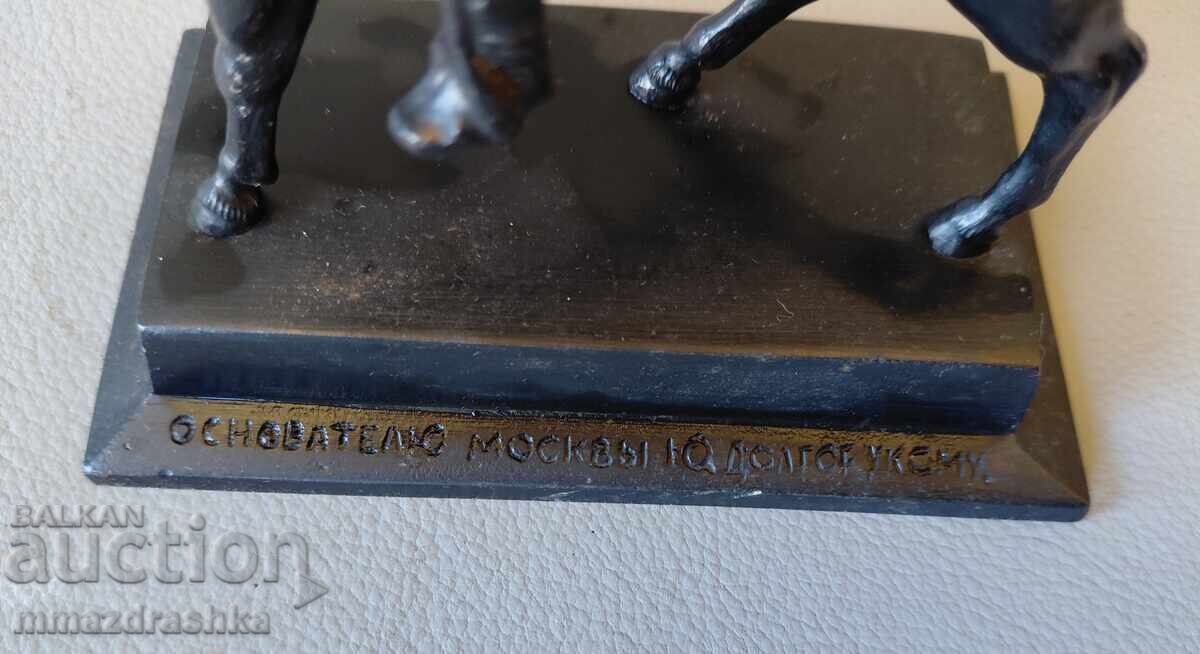 ОСНОВАТЕЛЮ МОСКВЫ Ю ДОЛГОРУКОМУ
BALKAN
auction
mmazdrashka